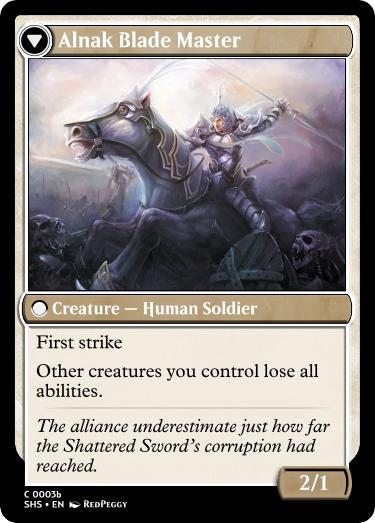 Alnak Blade Master
Creature — Human Soldier
First strike
Other creatures you control lose all
abilities.
The alliance underestimate just how far
the Shattered Sword's corruption had
reached.
2/1
C 0003b
SHS • EN RedPeggy